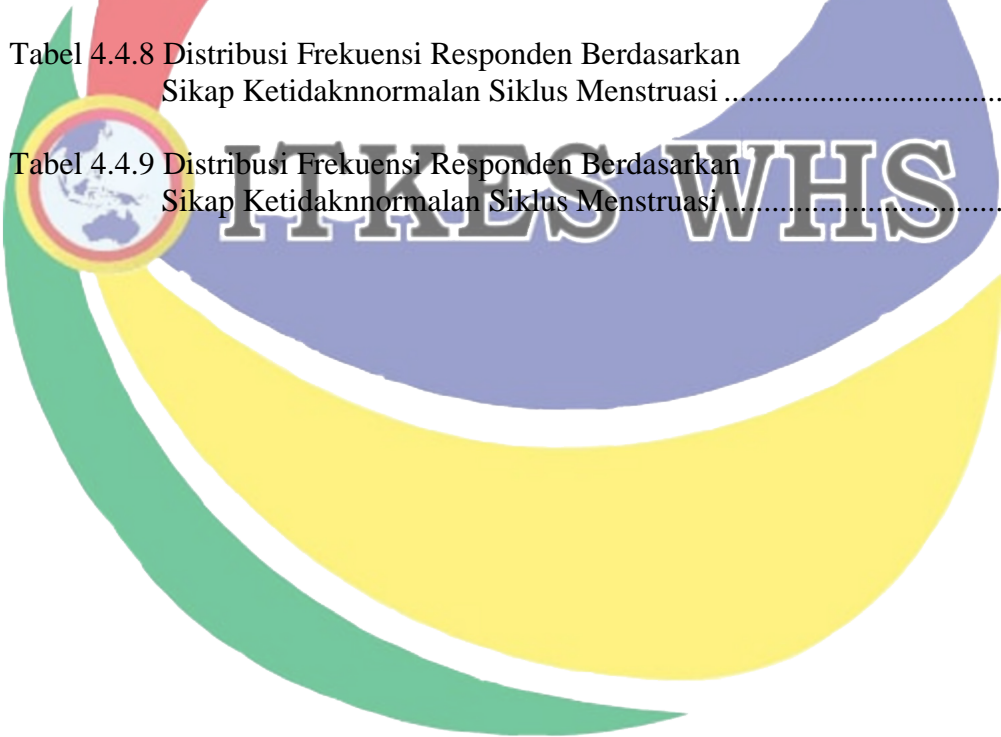 Tabel 4.4.8 Distribusi Frekuensi Responden Berdasarkan
Sikap Ketidaknnormalan Siklus Menstruasi ..................................
Tabel 4.4.9 Distribusi Frekuensi Responden Berdasarkan
Sikap Ketidaknnormalan Siklus Menstruasi ..................................
ITKES WHS